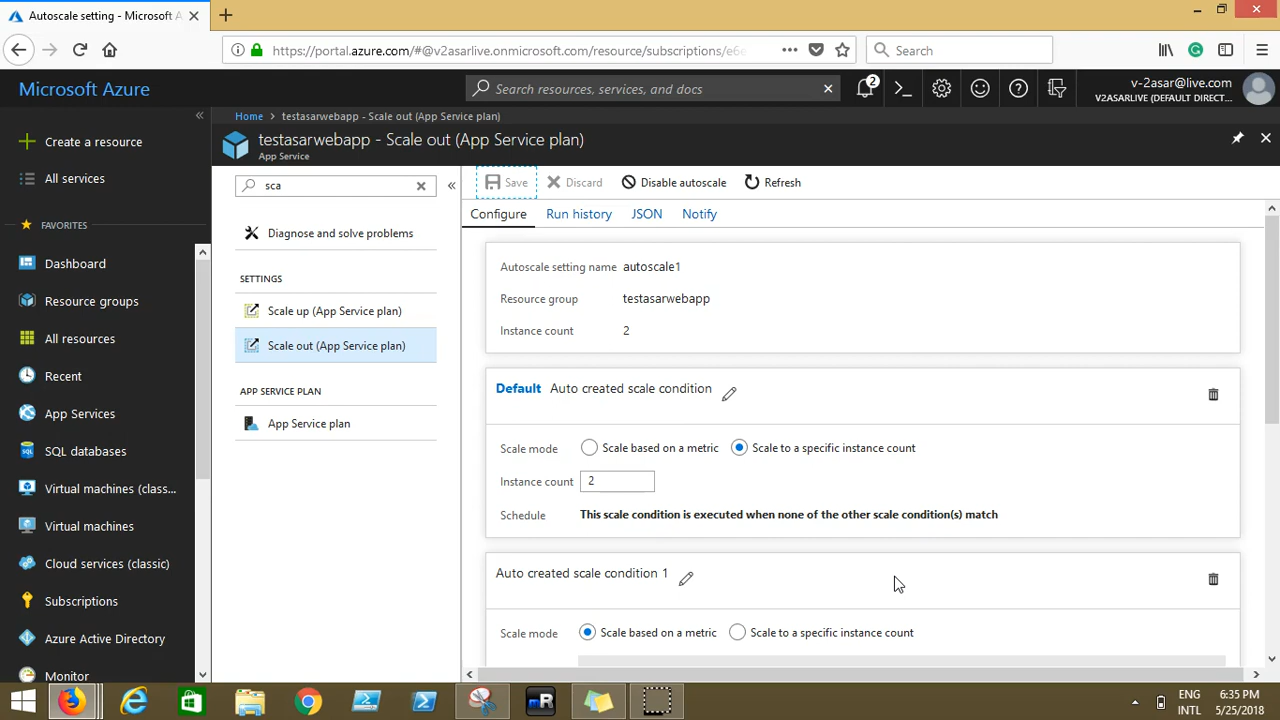 Autoscale setting - Microsoft A
https://portal.azure.com/#@v2asarlive.onmicrosoft.com/resource/subscriptions/e6e
Search
Microsoft Azure
Search resources, services, and docs
2
v-2asar@live.com
V2ASARLIVE (DEFAULT DIRECT...
Create a resource
All services
FAVORITES
Dashboard
Resource groups
All resources
Recent
App Services
SQL databases
Virtual machines (class...
Virtual machines
Cloud services (classic)
Subscriptions
Azure Active Directory
Monitor
Home > testasarwebapp - Scale out (App Service plan)
testasarwebapp - Scale out (App Service plan)
App Service
sca
Diagnose and solve problems
SETTINGS
Scale up (App Service plan)
Scale out (App Service plan)
APP SERVICE PLAN
App Service plan
Save Discard Disable autoscale Refresh
Configure Run history JSON Notify
Autoscale setting name autoscale1
Resource group testasarwebapp
Instance count 2
Default Auto created scale condition
Scale mode Scale based on a metric Scale to a specific instance count
Instance count 2
Schedule This scale condition is executed when none of the other scale condition(s) match
Auto created scale condition 1
Scale mode Scale based on a metric Scale to a specific instance count
ENG 6:35 PM
INTL 5/25/2018